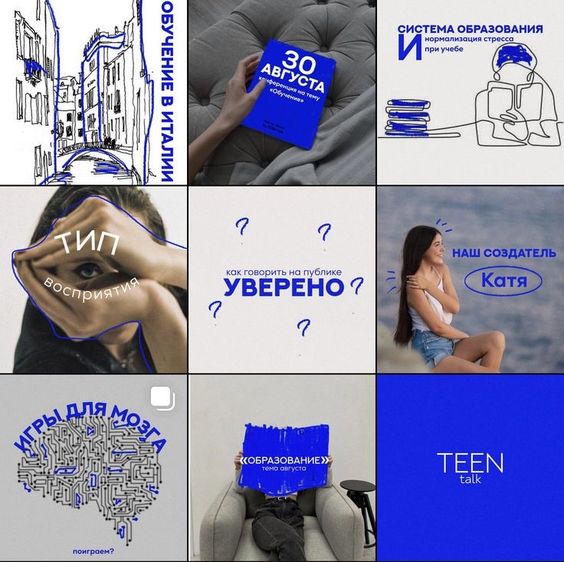 ОБУЧЕНИЕ В ИТАЛИИ
30
АВГУСТА
конференция на тему
«Обучение»
СИСТЕМА ОБРАЗОВАНИЯ
И нормализация стресса
при учебе
ТИП
восприятия
как говорить на публике
УВЕРЕНО
НАШ СОЗДАТЕЛЬ
Катя
ИГРЫ ДЛЯ МОЗГА
поиграем?
«ОБРАЗОВАНИЕ»
тема августа
TEEN
talk